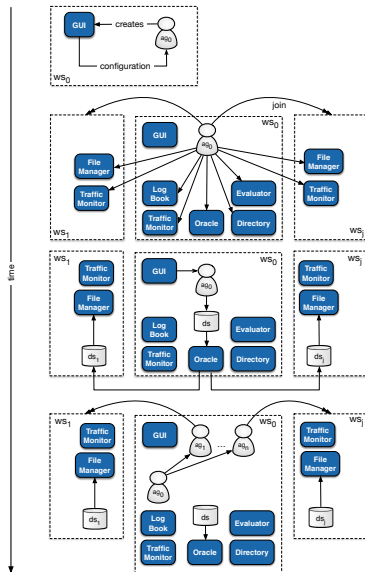 GUI
creates
ag0
configuration
ws0
join
ws0
GUI
ag0
File
Manager
Traffic
Monitor
File
Manager
Traffic
Monitor
Log
Book
Evaluator
Traffic
Monitor
Oracle
Directory
ws1
wsj
time
ws1
ws0
wsj
Traffic
Monitor
File
Manager
GUI
ag0
Traffic
Monitor
File
Manager
ds
Log
Book
Evaluator
Traffic
Monitor
Oracle
Directory
ds1
dsj
ws1
ws0
wsj
Traffic
Monitor
File
Manager
GUI
ag1
...
agn
Traffic
Monitor
File
Manager
ag0
ds
Log
Book
Evaluator
Traffic
Monitor
Oracle
Directory
ds1
dsj